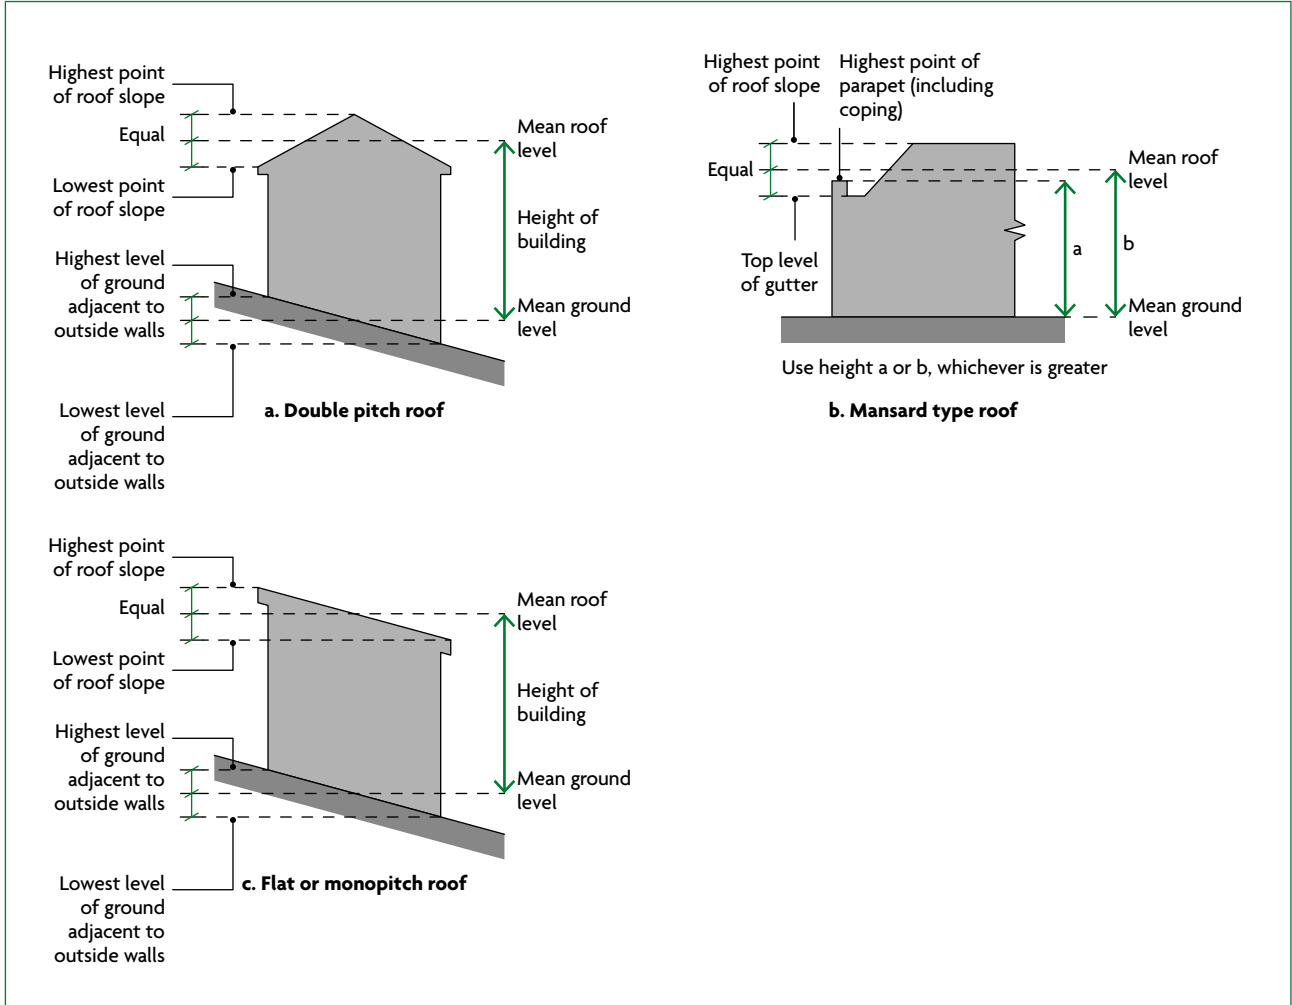 Highest point
of roof slope
Equal
Lowest point
of roof slope
Highest level
of ground
adjacent to
outside walls
Lowest level
of ground
adjacent to
outside walls
Mean roof
level
Height of
building
Mean ground
level
a. Double pitch roof
Highest point
of roof slope
Highest point of
parapet (including
coping)
Equal
Top level
of gutter
Mean roof
level
a
b
Mean ground
level
Use height a or b, whichever is greater
b. Mansard type roof
Highest point
of roof slope
Equal
Lowest point
of roof slope
Highest level
of ground
adjacent to
outside walls
Lowest level
of ground
adjacent to
outside walls
Mean roof
level
Height of
building
Mean ground
level
c. Flat or monopitch roof